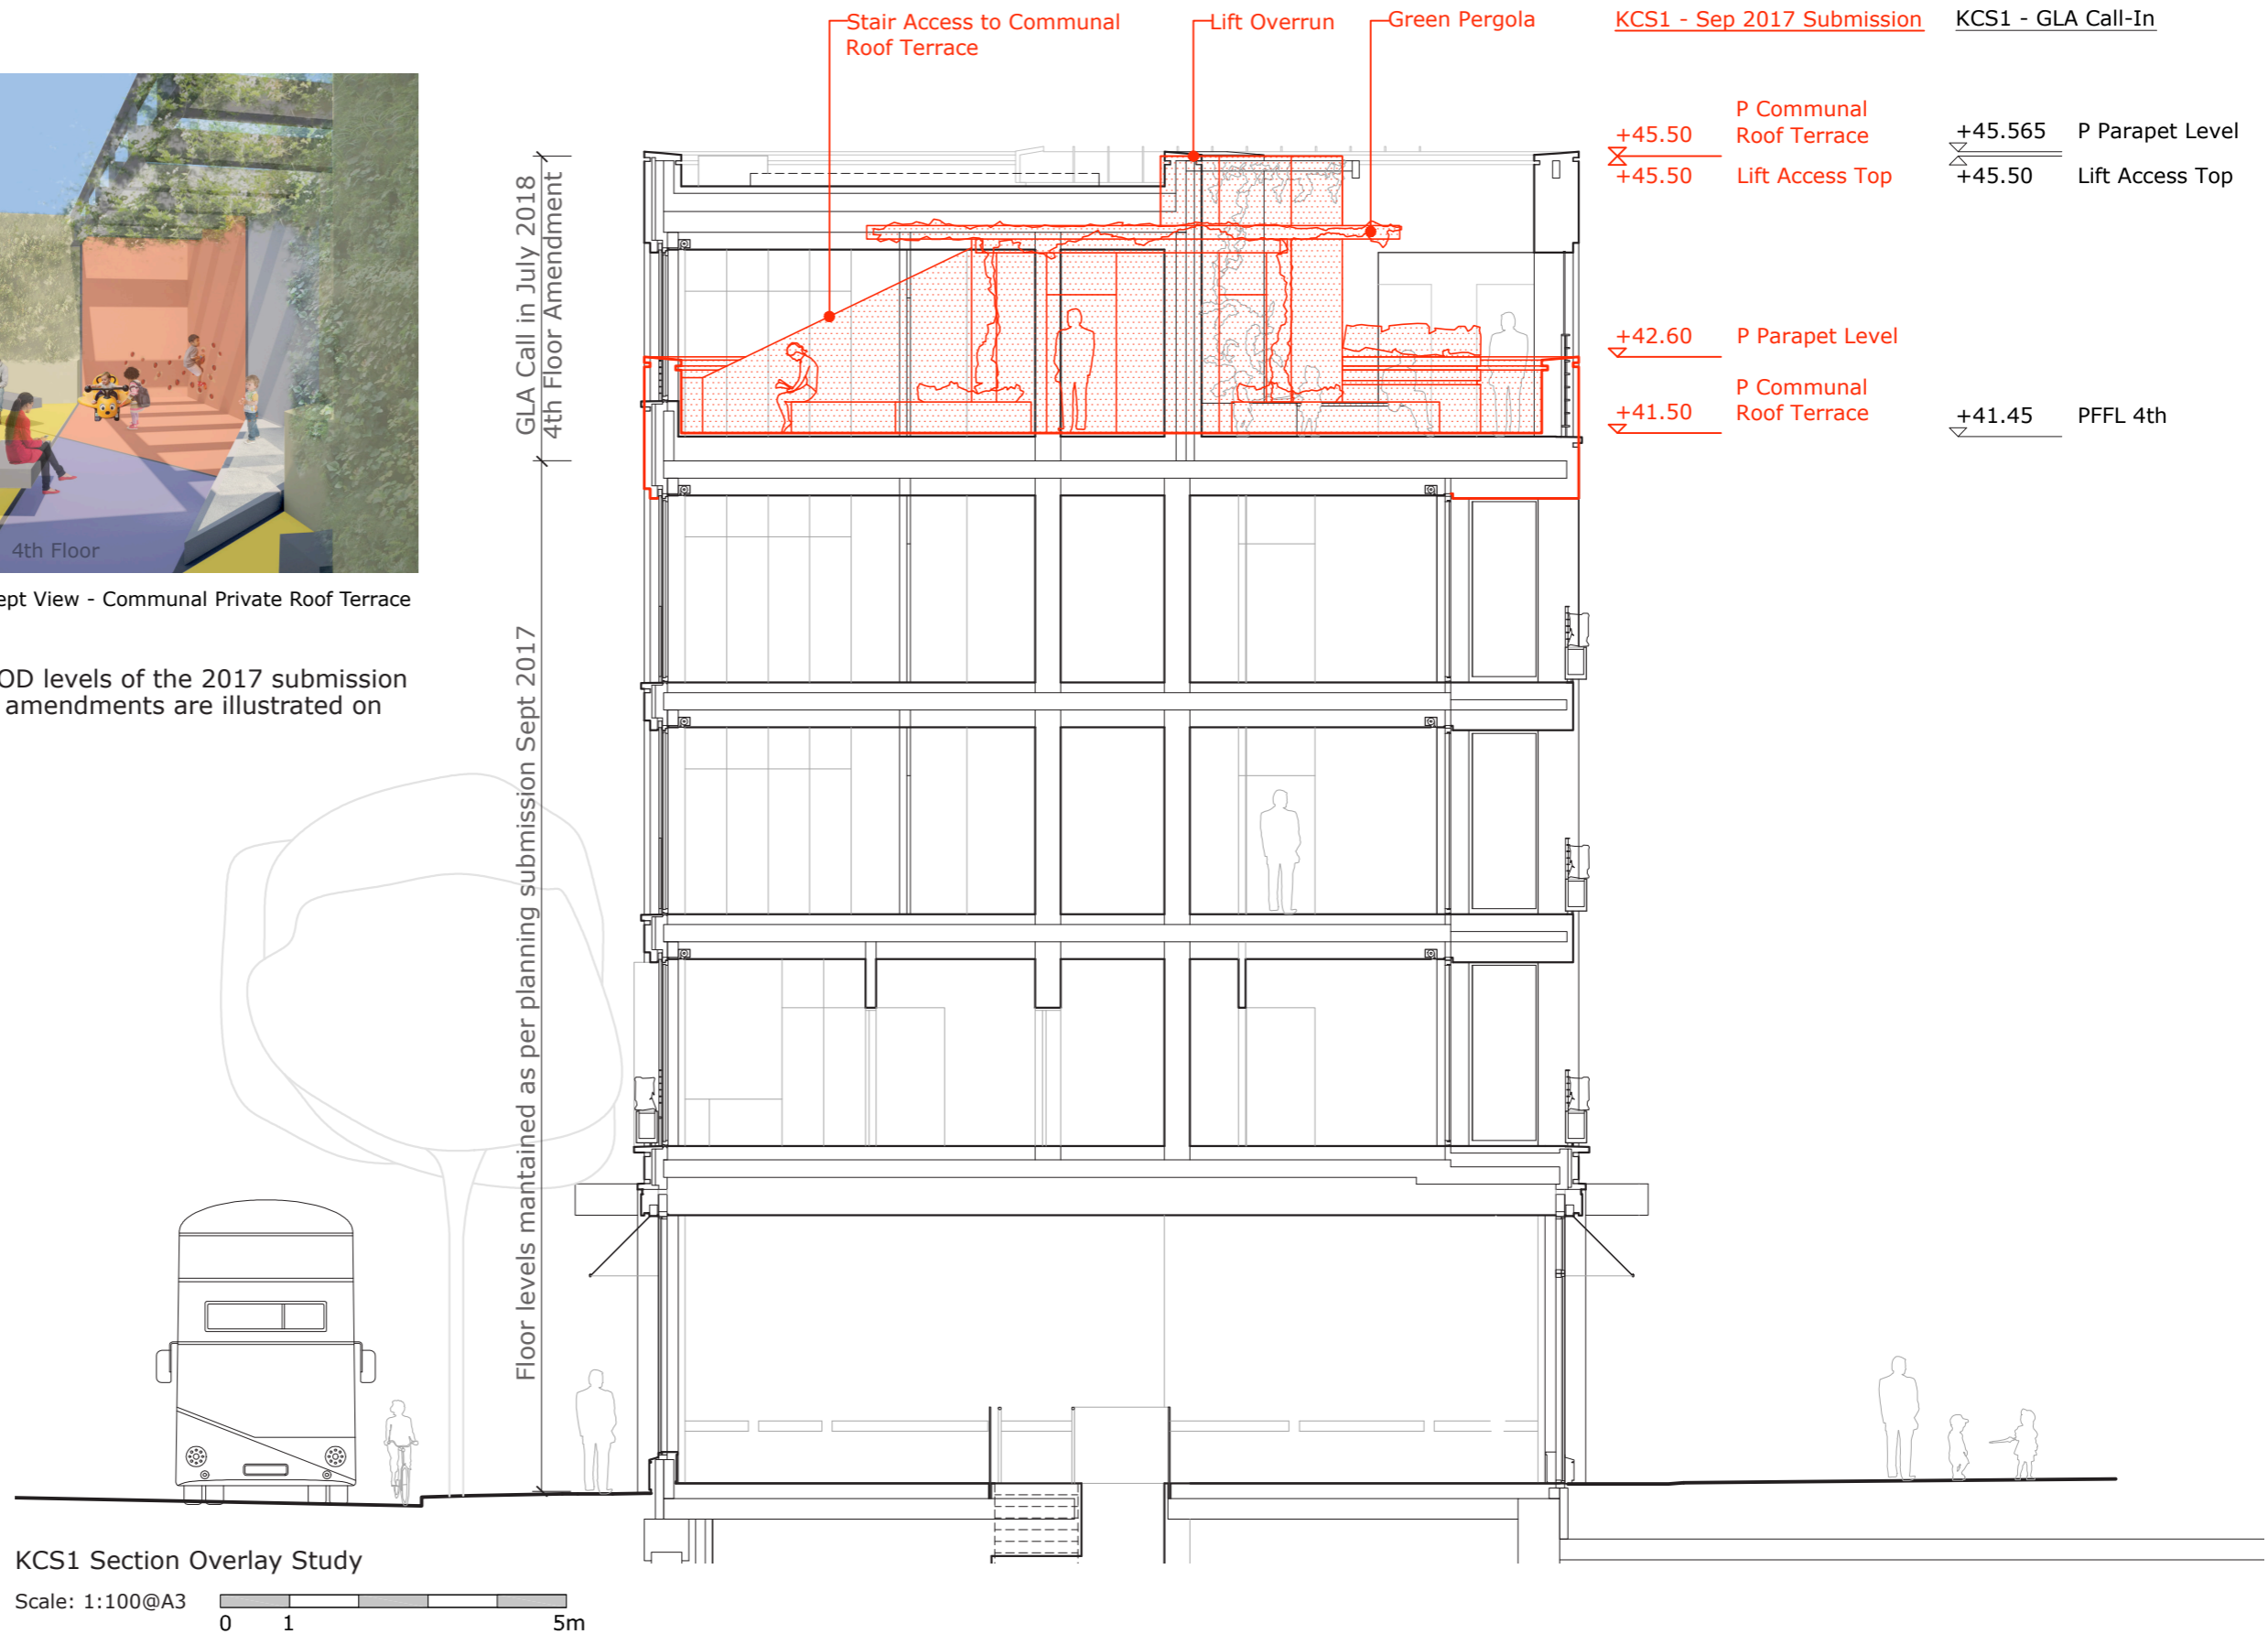 Stair Access to Communal
Roof Terrace
Lift Overrun
Green Pergola
KCS1 - Sep 2017 Submission
KCS1 - GLA Call-In
+45.50
P Communal
Roof Terrace
+45.50
Lift Access Top
+45.565
P Parapet Level
+45.50
Lift Access Top
+42.60
P Parapet Level
+41.50
P Communal
Roof Terrace
+41.45
PFFL 4th
GLA Call in July 2018
4th Floor Amendment
Floor levels mantained as per planning submission Sept 2017
4th Floor
ept View - Communal Private Roof Terrace
OD levels of the 2017 submission
amendments are illustrated on
KCS1 Section Overlay Study
Scale: 1:100@A3
0 1 5m